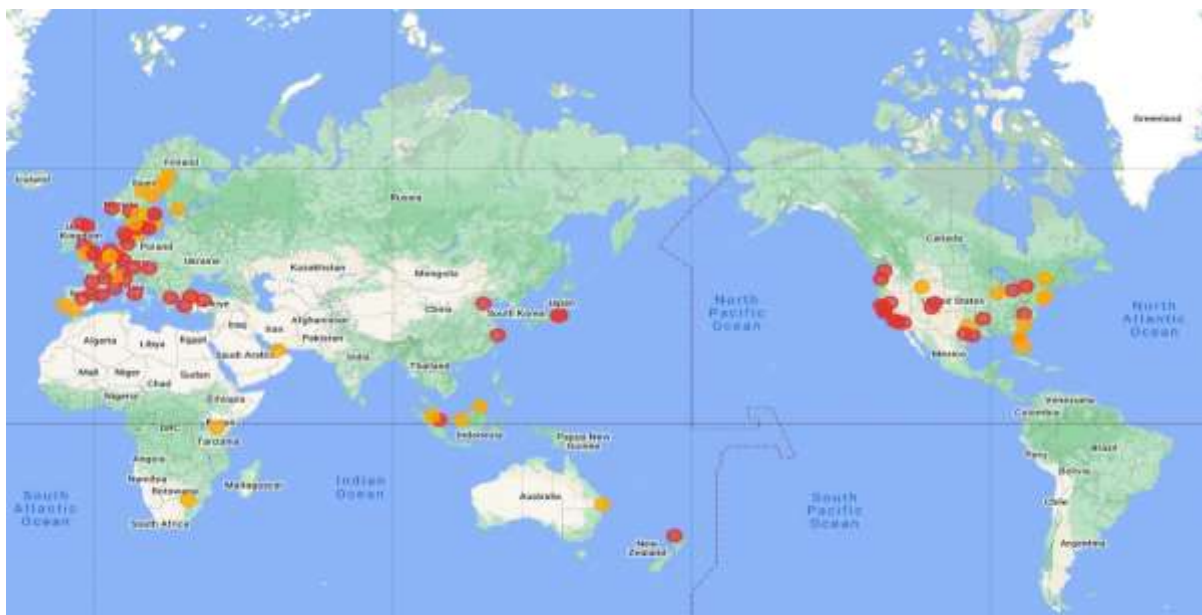 Greenland
Iceland
Finland
Russia
Canada
Kingdom
Poland
Ukraine
Kazakhstan
Mongolia
North
Pacific
Ocean
North
Atlantic
Ocean
China
South Korea
Japan
Iraq
Iran
Afghanistan
Pakistan
Algeria
Libya
Egypt
Saudi Arabia
India
Mexico
Mali
Niger
Chad
Sudan
Thailand
Nigeria
Ethiopia
Venezuela
Colombia
DRC
Tanzania
Indonesia
Papua New
Guinea
Brazil
Peru
Angola
Bolivia
Namibia
Botswana
Madagascar
Indian
Ocean
South
Atlantic
Ocean
Australia
South
Pacific
Ocean
Chile
South Africa
New
Zealand
Argentina